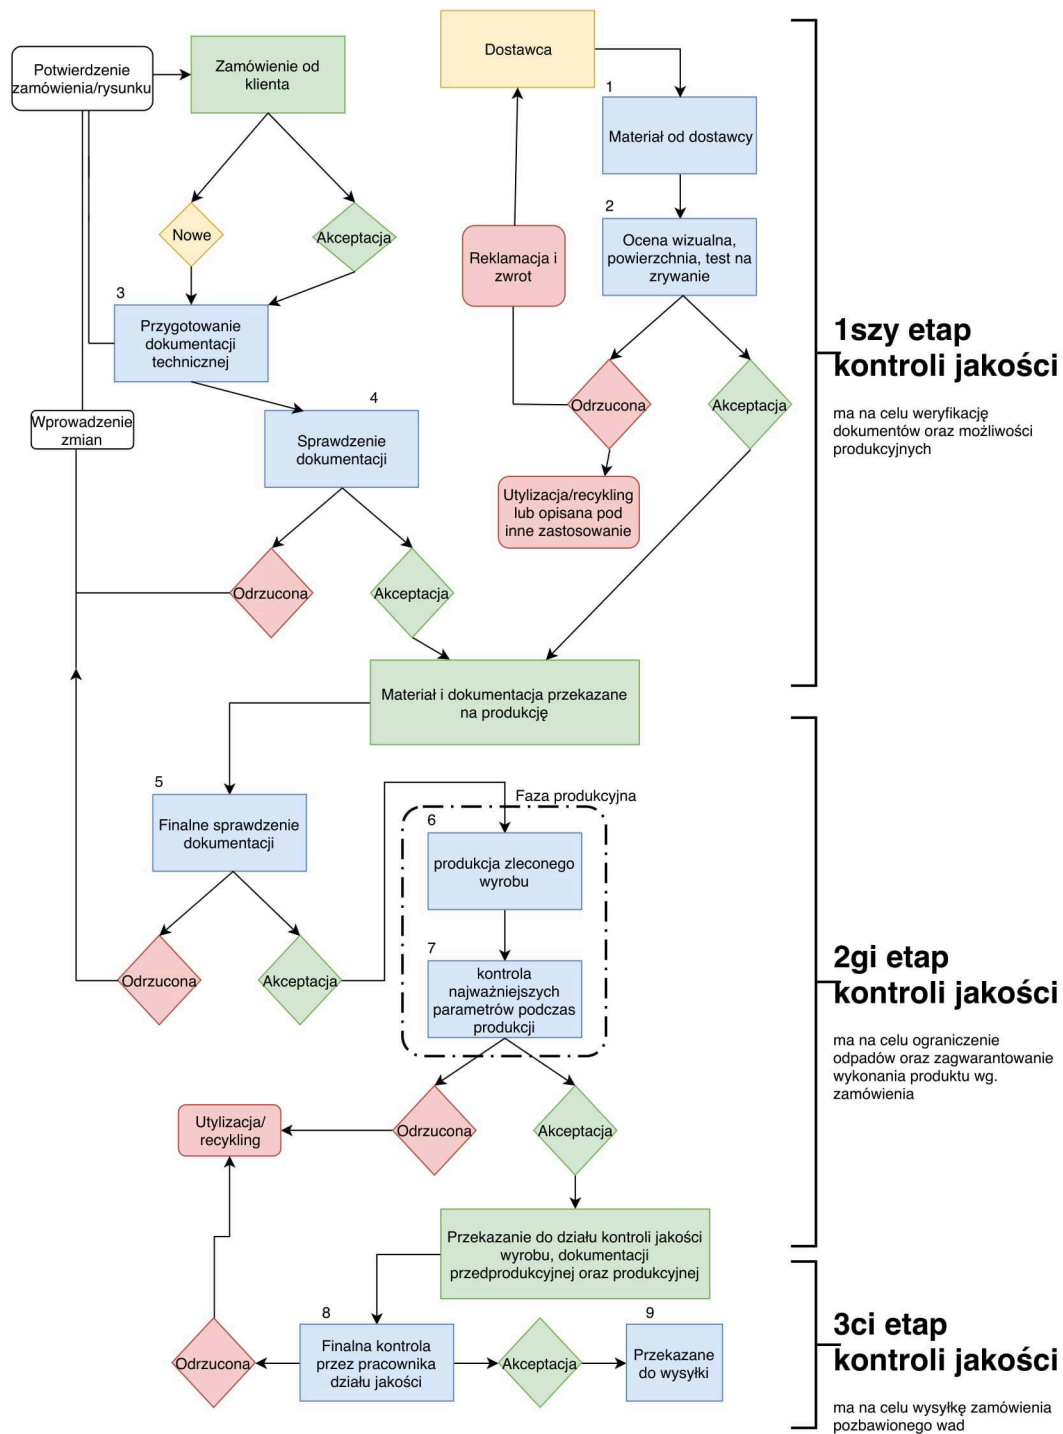 Potwierdzenie
zamówienia/rysunku
Zamówienie od
klienta
Dostawca
1
Materiał od dostawcy
Nowe
Akceptacja
2
Ocena wizualna,
powierzchnia, test na
zrywanie
Reklamacja i
zwrot
3
Przygotowanie
dokumentacji
technicznej
Odrzucona
Akceptacja
1szy etap
kontroli jakości
ma na celu weryfikację
dokumentów oraz możliwości
produkcyjnych
Wprowadzenie
zmian
4
Sprawdzenie
dokumentacji
Utylizacja/recykling
lub opisana pod
inne zastosowanie
Odrzucona
Akceptacja
Materiał i dokumentacja przekazane
na produkcję
5
Finalne sprawdzenie
dokumentacji
Faza produkcyjna
6
produkcja zleconego
wyrobu
Odrzucona
Akceptacja
7
kontrola
najważniejszych
parametrów podczas
produkcji
2gi etap
kontroli jakości
ma na celu ograniczenie
odpadów oraz zagwarantowanie
wykonania produktu wg.
zamówienia
Utylizacja/
recykling
Odrzucona
Akceptacja
Przekazanie do działu kontroli jakości
wyrobu, dokumentacji
przedprodukcyjnej oraz produkcyjnej
8
Finalna kontrola
przez pracownika
działu jakości
Odrzucona
Akceptacja
9
Przekazane
do wysyłki
3ci etap
kontroli jakości
ma na celu wysyłkę zamówienia
pozbawionego wad